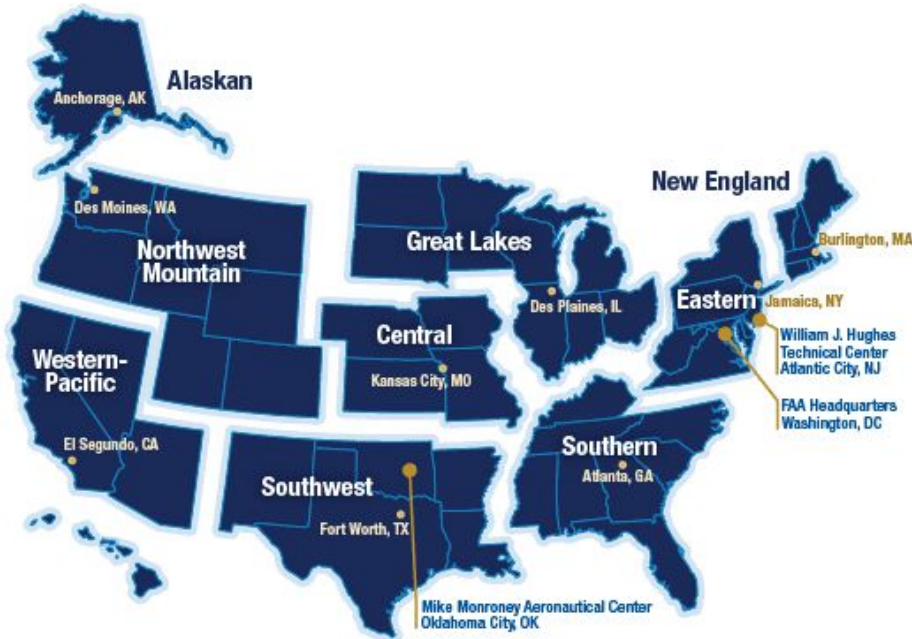 Alaskan
Anchorage, AK
New England
Des Moines, WA
Northwest
Mountain
Great Lakes
Burlington, MA
Des Plaines, IL
Eastern
Jamaica, NY
Central
William J. Hughes
Technical Center
Atlantic City, NJ
Western-
Pacific
Kansas City, MO
FAA Headquarters
Washington, DC
El Segundo, CA
Southern
Atlanta, GA
Southwest
Fort Worth, TX
Mike Monroney Aeronautical Center
Oklahoma City, OK